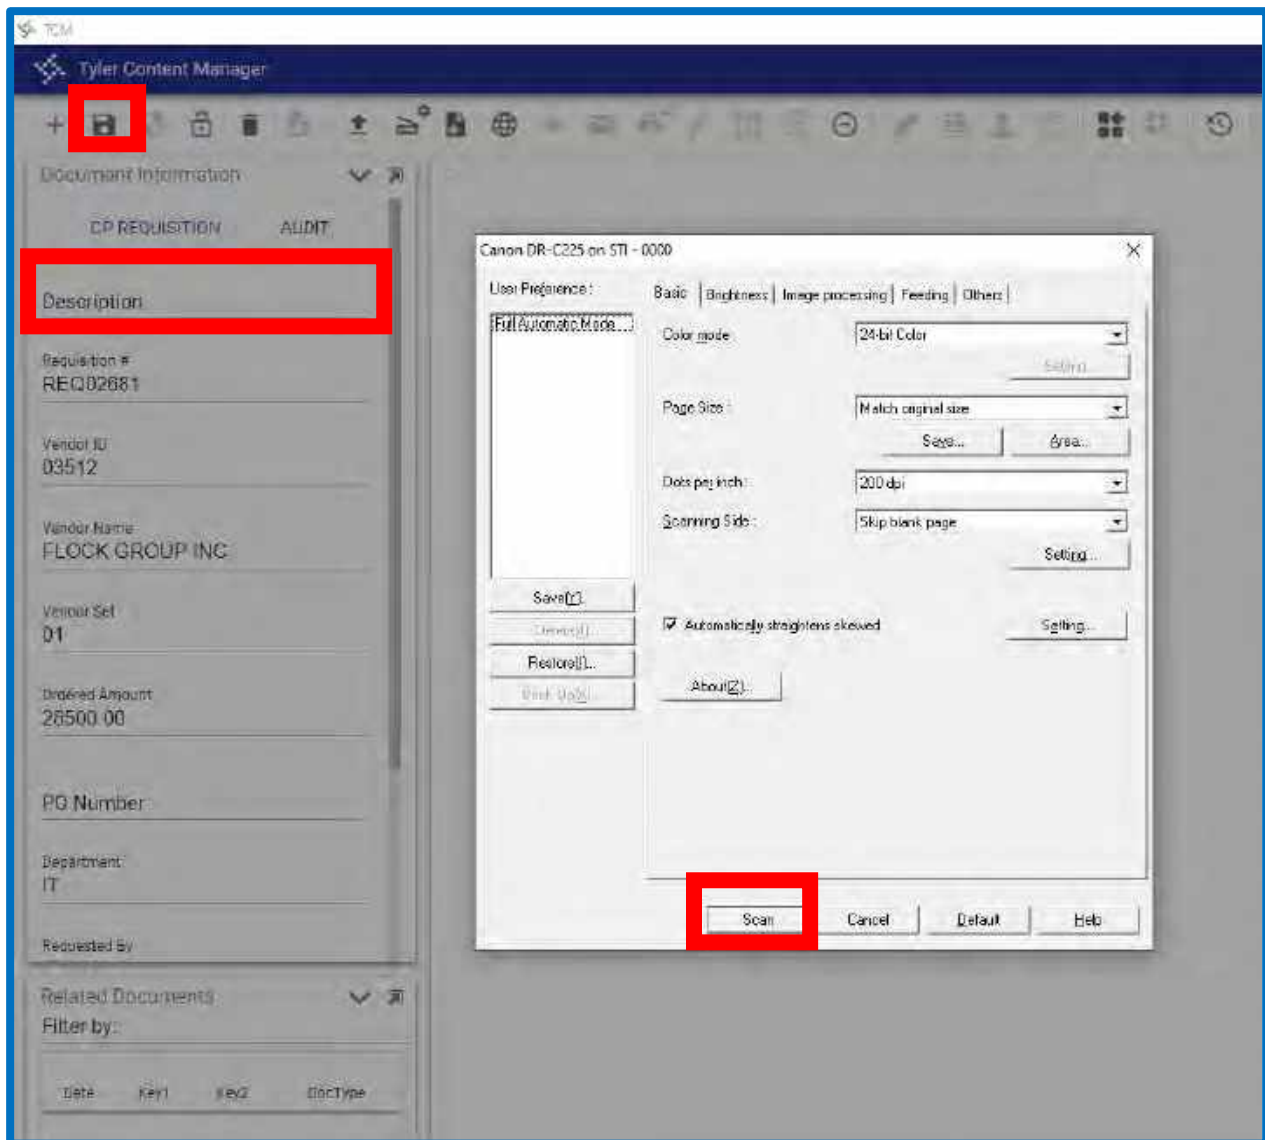 TCM
Tyler Content Manager
Document Information
CP REQUISITION AUDIT
Description
Requisition #
REQ02681
Vendor ID
03512
Vendor Name
FLOCK GROUP INC
Vendor Set
01
Ordered Amount
28500.00
PO Number
Department
IT
Requested By
Related Documents
Filter by:
Date Key1 Key2 DocType
Canon DR-C225 on STI - 0000
User Preference :
Full Automatic Mode
Basic Brightness Image processing Feeding Others
Color mode 24-bit Color
Setting...
Page Size : Match original size
Save... Area...
Dots per inch : 200 dpi
Scanning Side : Skip blank page
Setting...
Save[Y]...
Restore[I]...
Automatically straightens skewed Setting...
About[Z]...
Scan Cancel Default Help